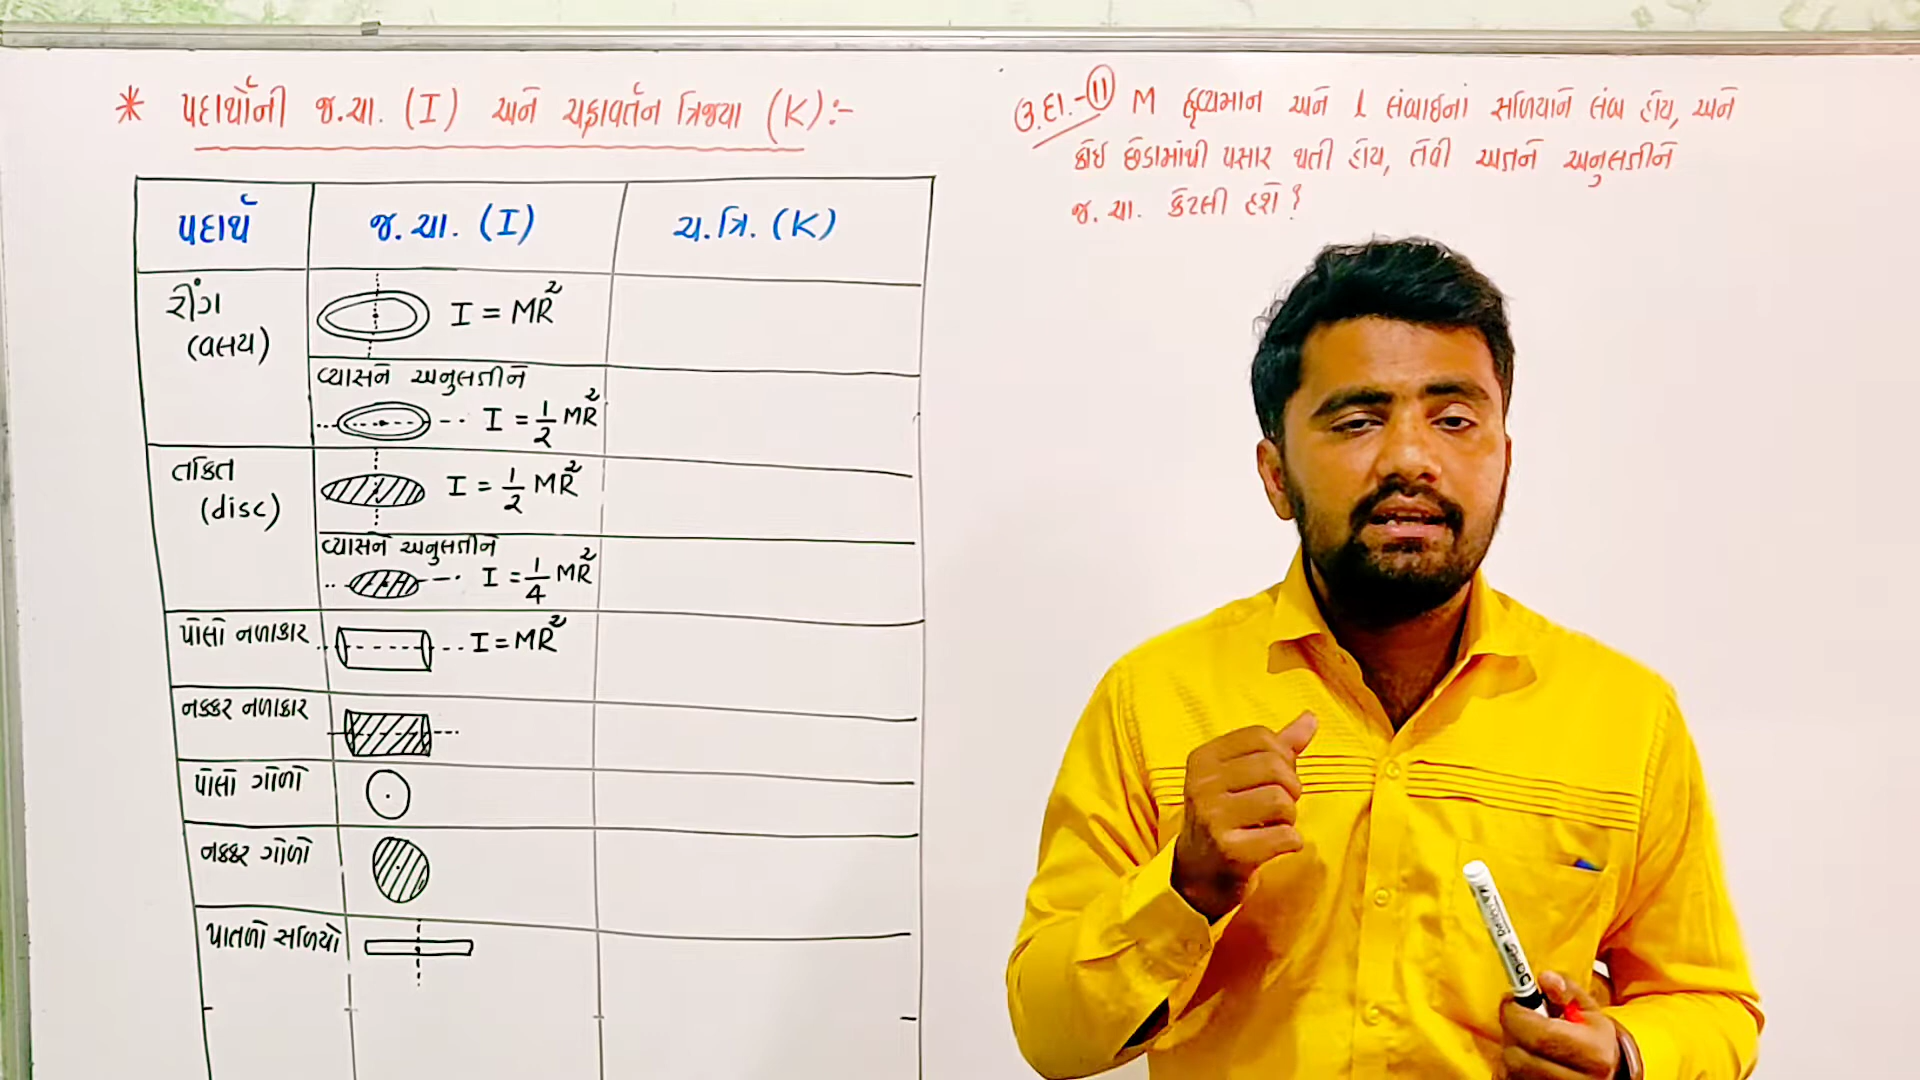 * પદાર્થોની જ.ચા. (I) અને ચક્રાવર્તન ત્રિજ્યા (K):-
પદાર્થ
જ.ચા. (I)
ચ.ત્રિ. (K)
રીંગ
(વલય)
I = MR²
વ્યાસને અનુલક્ષીને
I = 1/2 MR²
તકતિ
(disc)
I = 1/2 MR²
વ્યાસને અનુલક્ષીને
I = 1/4 MR²
પોલો નળાકાર
I = MR²
નક્કર નળાકાર
પોલો ગોળો
નક્કર ગોળો
પાતળો સળિયો
ઉ.દા.-11 M દ્રવ્યમાન અને l લંબાઈનાં સળિયાને લંબ હોય, અને
કોઈ છેડામાંથી પસાર થતી હોય, તેવી અક્ષને અનુલક્ષીને
જ. ચા. કેટલી હશે?